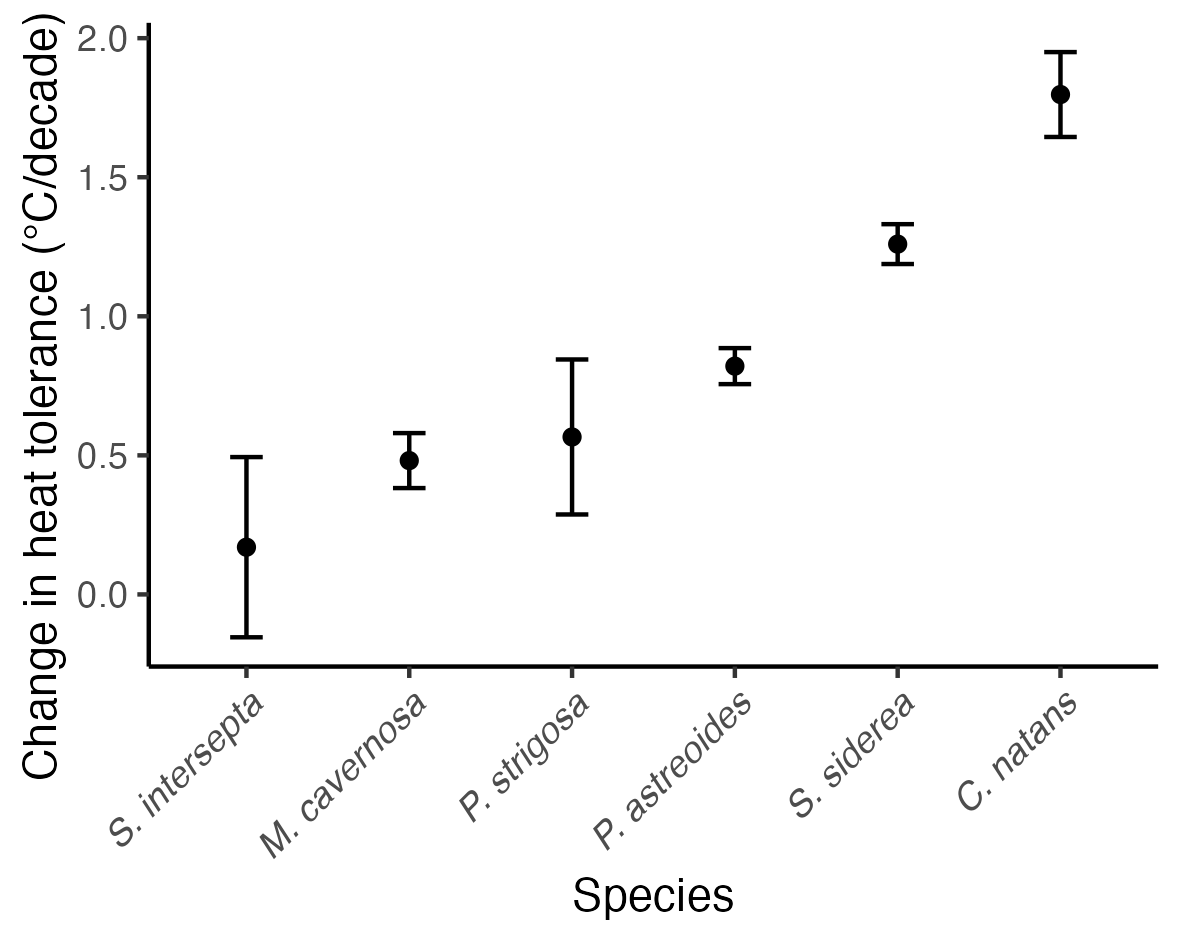 Change in heat tolerance (°C/decade)
2.0
1.5
1.0
0.5
0.0
S. intersepta
M. cavernosa
P. strigosa
P. astreoides
S. siderea
C. natans
Species